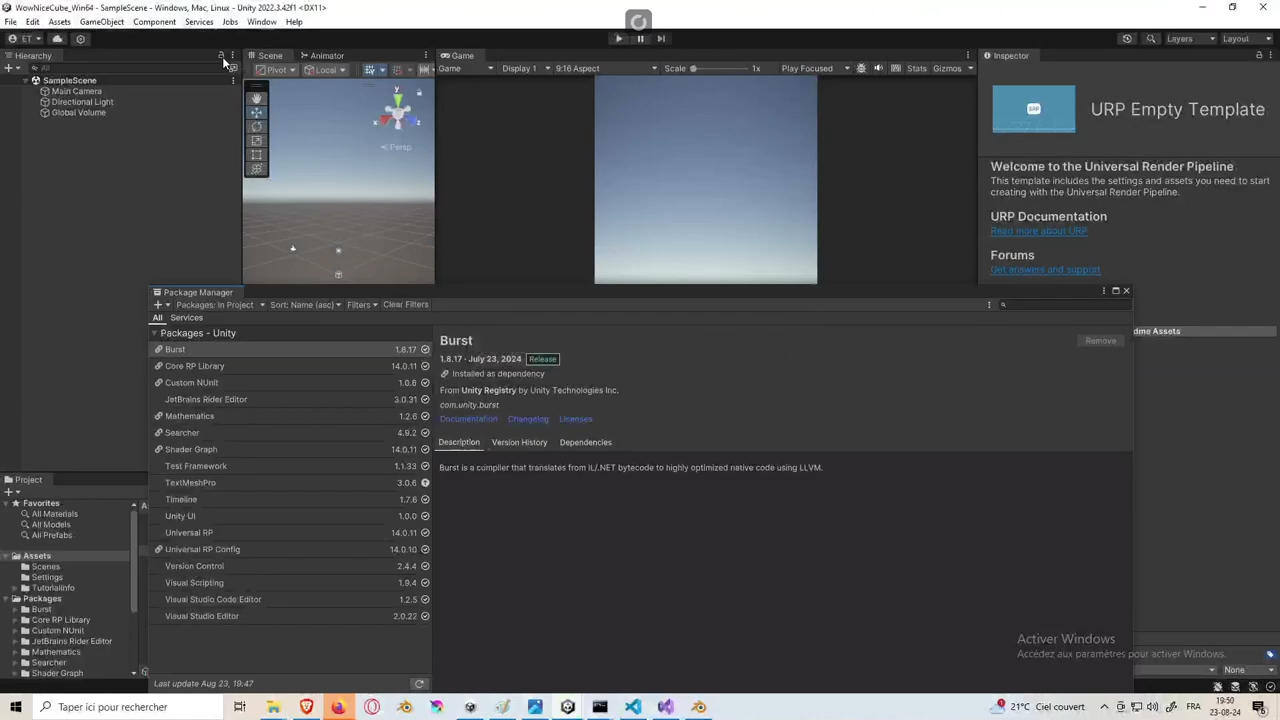 WowNiceCube_Win64 - SampleScene - Windows, Mac, Linux - Unity 2022.3.42f1 <DX11>
File Edit Assets GameObject Component Services Jobs Window Help
ET
Layers Layout
Hierarchy
All
SampleScene
Main Camera
Directional Light
Global Volume
Scene Animator
Pivot Local
y
x
z
Persp
Game
Game Display 1 9:16 Aspect Scale 1x Play Focused Stats Gizmos
Inspector
URP Empty Template
Welcome to the Universal Render Pipeline
This template includes the settings and assets you need to start
creating with the Universal Render Pipeline.
URP Documentation
Read more about URP
Forums
Get answers and support
me Assets
Package Manager
Packages: In Project Sort: Name (asc) Filters Clear Filters
All Services
Packages - Unity
Burst 1.8.17
Core RP Library 14.0.11
Custom NUnit 1.0.6
JetBrains Rider Editor 3.0.31
Mathematics 1.2.6
Searcher 4.9.2
Shader Graph 14.0.11
Test Framework 1.1.33
TextMeshPro 3.0.6
Timeline 1.7.6
Unity UI 1.0.0
Universal RP 14.0.11
Universal RP Config 14.0.10
Version Control 2.4.4
Visual Scripting 1.9.4
Visual Studio Code Editor 1.2.5
Visual Studio Editor 2.0.22
Last update Aug 23, 19:47
Burst
Remove
1.8.17 · July 23, 2024 Release
Installed as dependency
From Unity Registry by Unity Technologies Inc.
com.unity.burst
Documentation Changelog Licenses
Description Version History Dependencies
Burst is a compiler that translates from IL/.NET bytecode to highly optimized native code using LLVM.
Project
Favorites
All Materials
All Models
All Prefabs
Assets
Scenes
Settings
TutorialInfo
Packages
Burst
Core RP Library
Custom NUnit
JetBrains Rider Editor
Mathematics
Searcher
Shader Graph
Activer Windows
Accédez aux paramètres pour activer Windows.
None
Taper ici pour rechercher
21°C Ciel couvert
FR
19:50
23-08-24